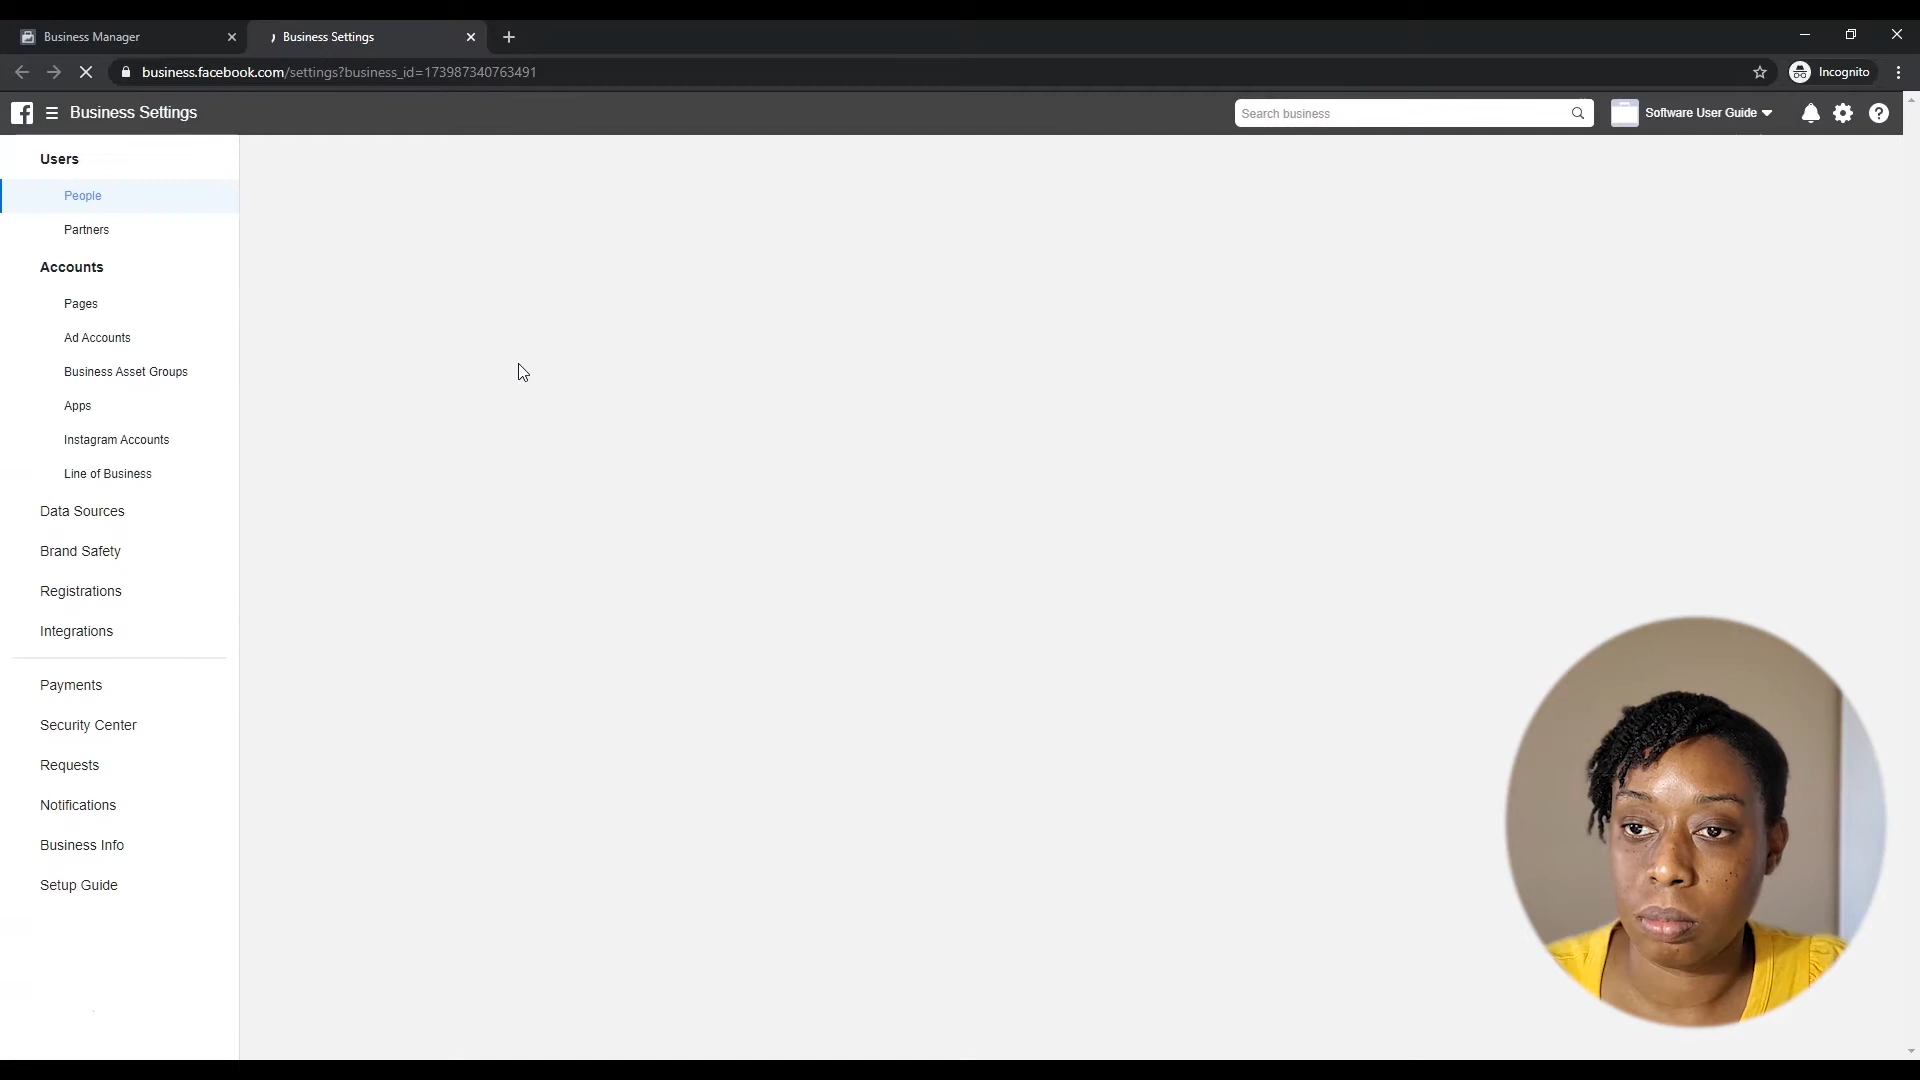 Business Manager
Business Settings
business.facebook.com/settings?business_id=173987340763491
Incognito
Business Settings
Search business
Software User Guide
Users
People
Partners
Accounts
Pages
Ad Accounts
Business Asset Groups
Apps
Instagram Accounts
Line of Business
Data Sources
Brand Safety
Registrations
Integrations
Payments
Security Center
Requests
Notifications
Business Info
Setup Guide